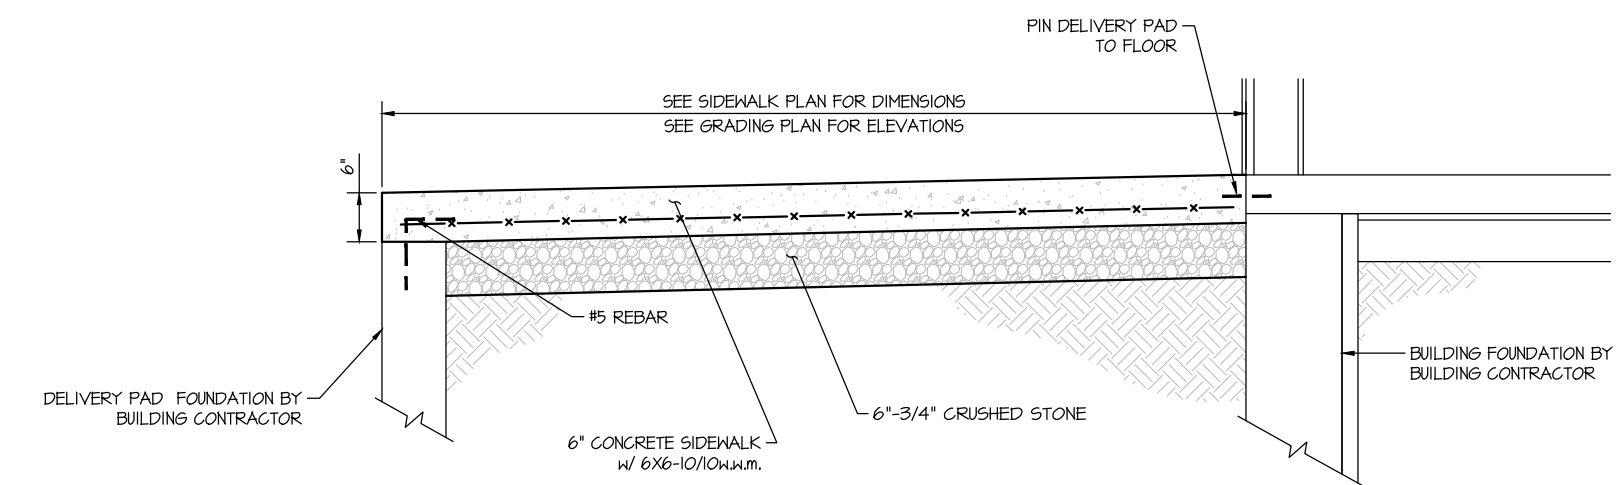 PIN DELIVERY PAD
TO FLOOR
SEE SIDEWALK PLAN FOR DIMENSIONS
SEE GRADING PLAN FOR ELEVATIONS
6"
#5 REBAR
BUILDING FOUNDATION BY
BUILDING CONTRACTOR
DELIVERY PAD FOUNDATION BY
BUILDING CONTRACTOR
6"-3/4" CRUSHED STONE
6" CONCRETE SIDEWALK
w/ 6X6-10/10w.w.m.